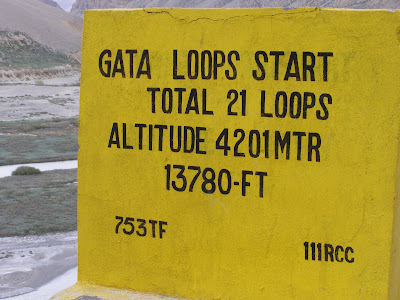 GATA LOOPS START
TOTAL 21 LOOPS
ALTITUDE 4201MTR
13780-FT
753TF
111RCC